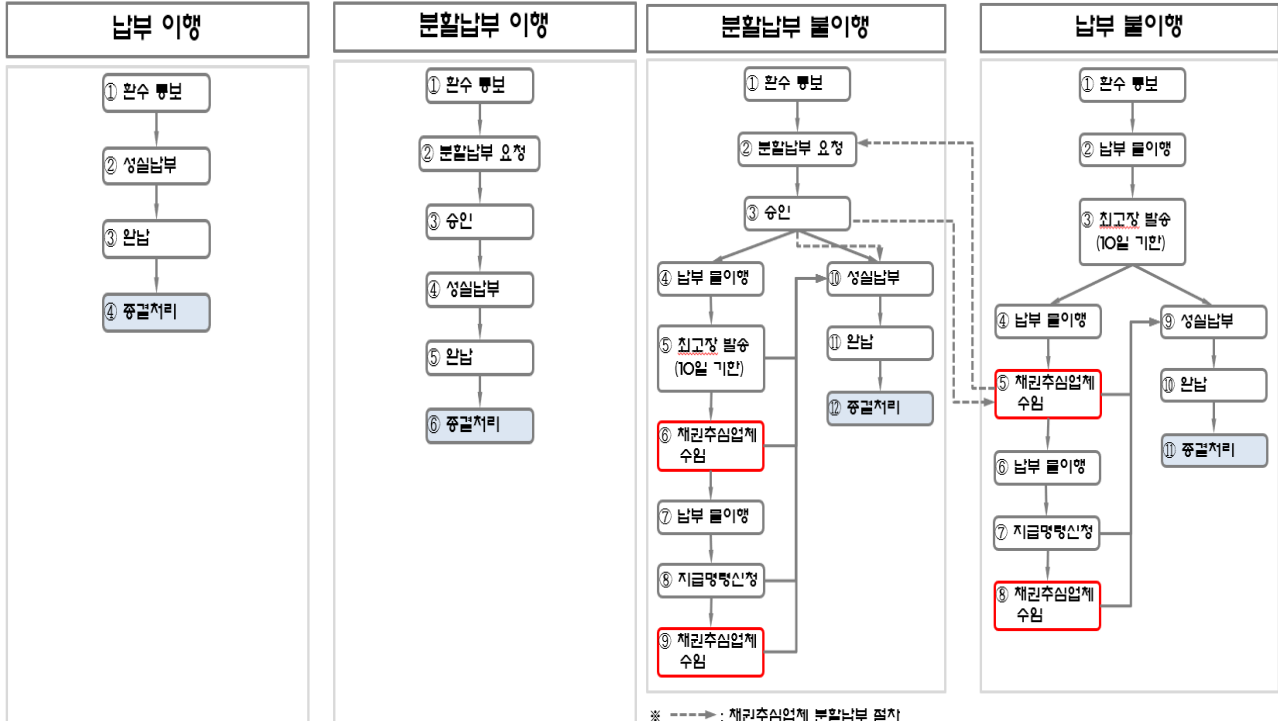 납부 이행
① 환수 통보
② 성실납부
③ 완납
④ 종결처리
분할납부 이행
① 환수 통보
② 분할납부 요청
③ 승인
④ 성실납부
⑤ 완납
⑥ 종결처리
분할납부 불이행
① 환수 통보
② 분할납부 요청
③ 승인
④ 납부 불이행
⑤ 최고장 발송
(10일 기한)
⑥ 채권추심업체
수임
⑦ 납부 불이행
⑧ 지급명령신청
⑨ 채권추심업체
수임
⑩ 성실납부
⑪ 완납
⑫ 종결처리
납부 불이행
① 환수 통보
② 납부 불이행
③ 최고장 발송
(10일 기한)
④ 납부 불이행
⑤ 채권추심업체
수임
⑥ 납부 불이행
⑦ 지급명령신청
⑧ 채권추심업체
수임
⑨ 성실납부
⑩ 완납
⑪ 종결처리
※ : 채권추심업체 분할납부 절차